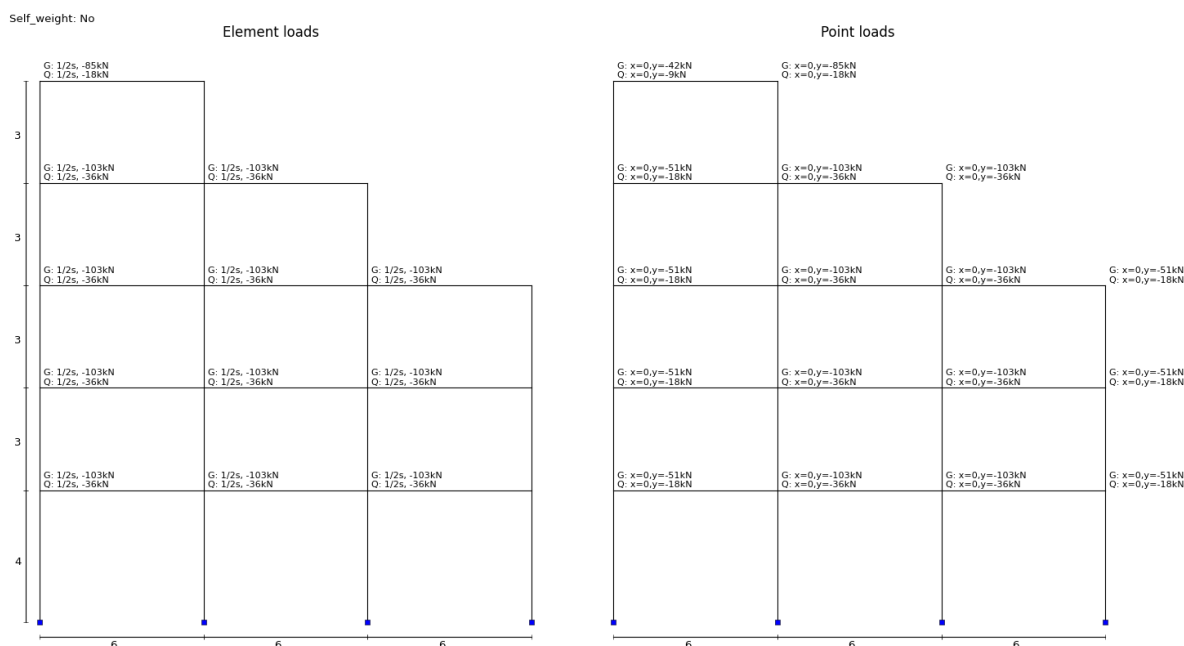 Self_weight: No
Element loads
G: 1/2s, -85kN
Q: 1/2s, -18kN
3
G: 1/2s, -103kN G: 1/2s, -103kN
Q: 1/2s, -36kN Q: 1/2s, -36kN
3
G: 1/2s, -103kN G: 1/2s, -103kN G: 1/2s, -103kN
Q: 1/2s, -36kN Q: 1/2s, -36kN Q: 1/2s, -36kN
3
G: 1/2s, -103kN G: 1/2s, -103kN G: 1/2s, -103kN
Q: 1/2s, -36kN Q: 1/2s, -36kN Q: 1/2s, -36kN
3
G: 1/2s, -103kN G: 1/2s, -103kN G: 1/2s, -103kN
Q: 1/2s, -36kN Q: 1/2s, -36kN Q: 1/2s, -36kN
4
6 6 6
Point loads
G: x=0,y=-42kN G: x=0,y=-85kN
Q: x=0,y=-9kN Q: x=0,y=-18kN
G: x=0,y=-51kN G: x=0,y=-103kN G: x=0,y=-103kN
Q: x=0,y=-18kN Q: x=0,y=-36kN Q: x=0,y=-36kN
G: x=0,y=-51kN G: x=0,y=-103kN G: x=0,y=-103kN G: x=0,y=-51kN
Q: x=0,y=-18kN Q: x=0,y=-36kN Q: x=0,y=-36kN Q: x=0,y=-18kN
G: x=0,y=-51kN G: x=0,y=-103kN G: x=0,y=-103kN G: x=0,y=-51kN
Q: x=0,y=-18kN Q: x=0,y=-36kN Q: x=0,y=-36kN Q: x=0,y=-18kN
G: x=0,y=-51kN G: x=0,y=-103kN G: x=0,y=-103kN G: x=0,y=-51kN
Q: x=0,y=-18kN Q: x=0,y=-36kN Q: x=0,y=-36kN Q: x=0,y=-18kN
6 6 6